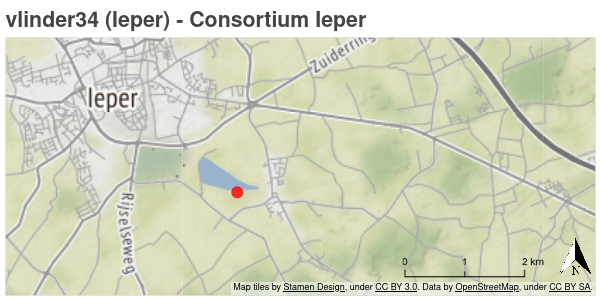 vlinder34 (Ieper) - Consortium Ieper
Zuiderring
Ieper
Rijselseweg
0 1 2 km
N
Map tiles by Stamen Design, under CC BY 3.0. Data by OpenStreetMap, under CC BY SA.